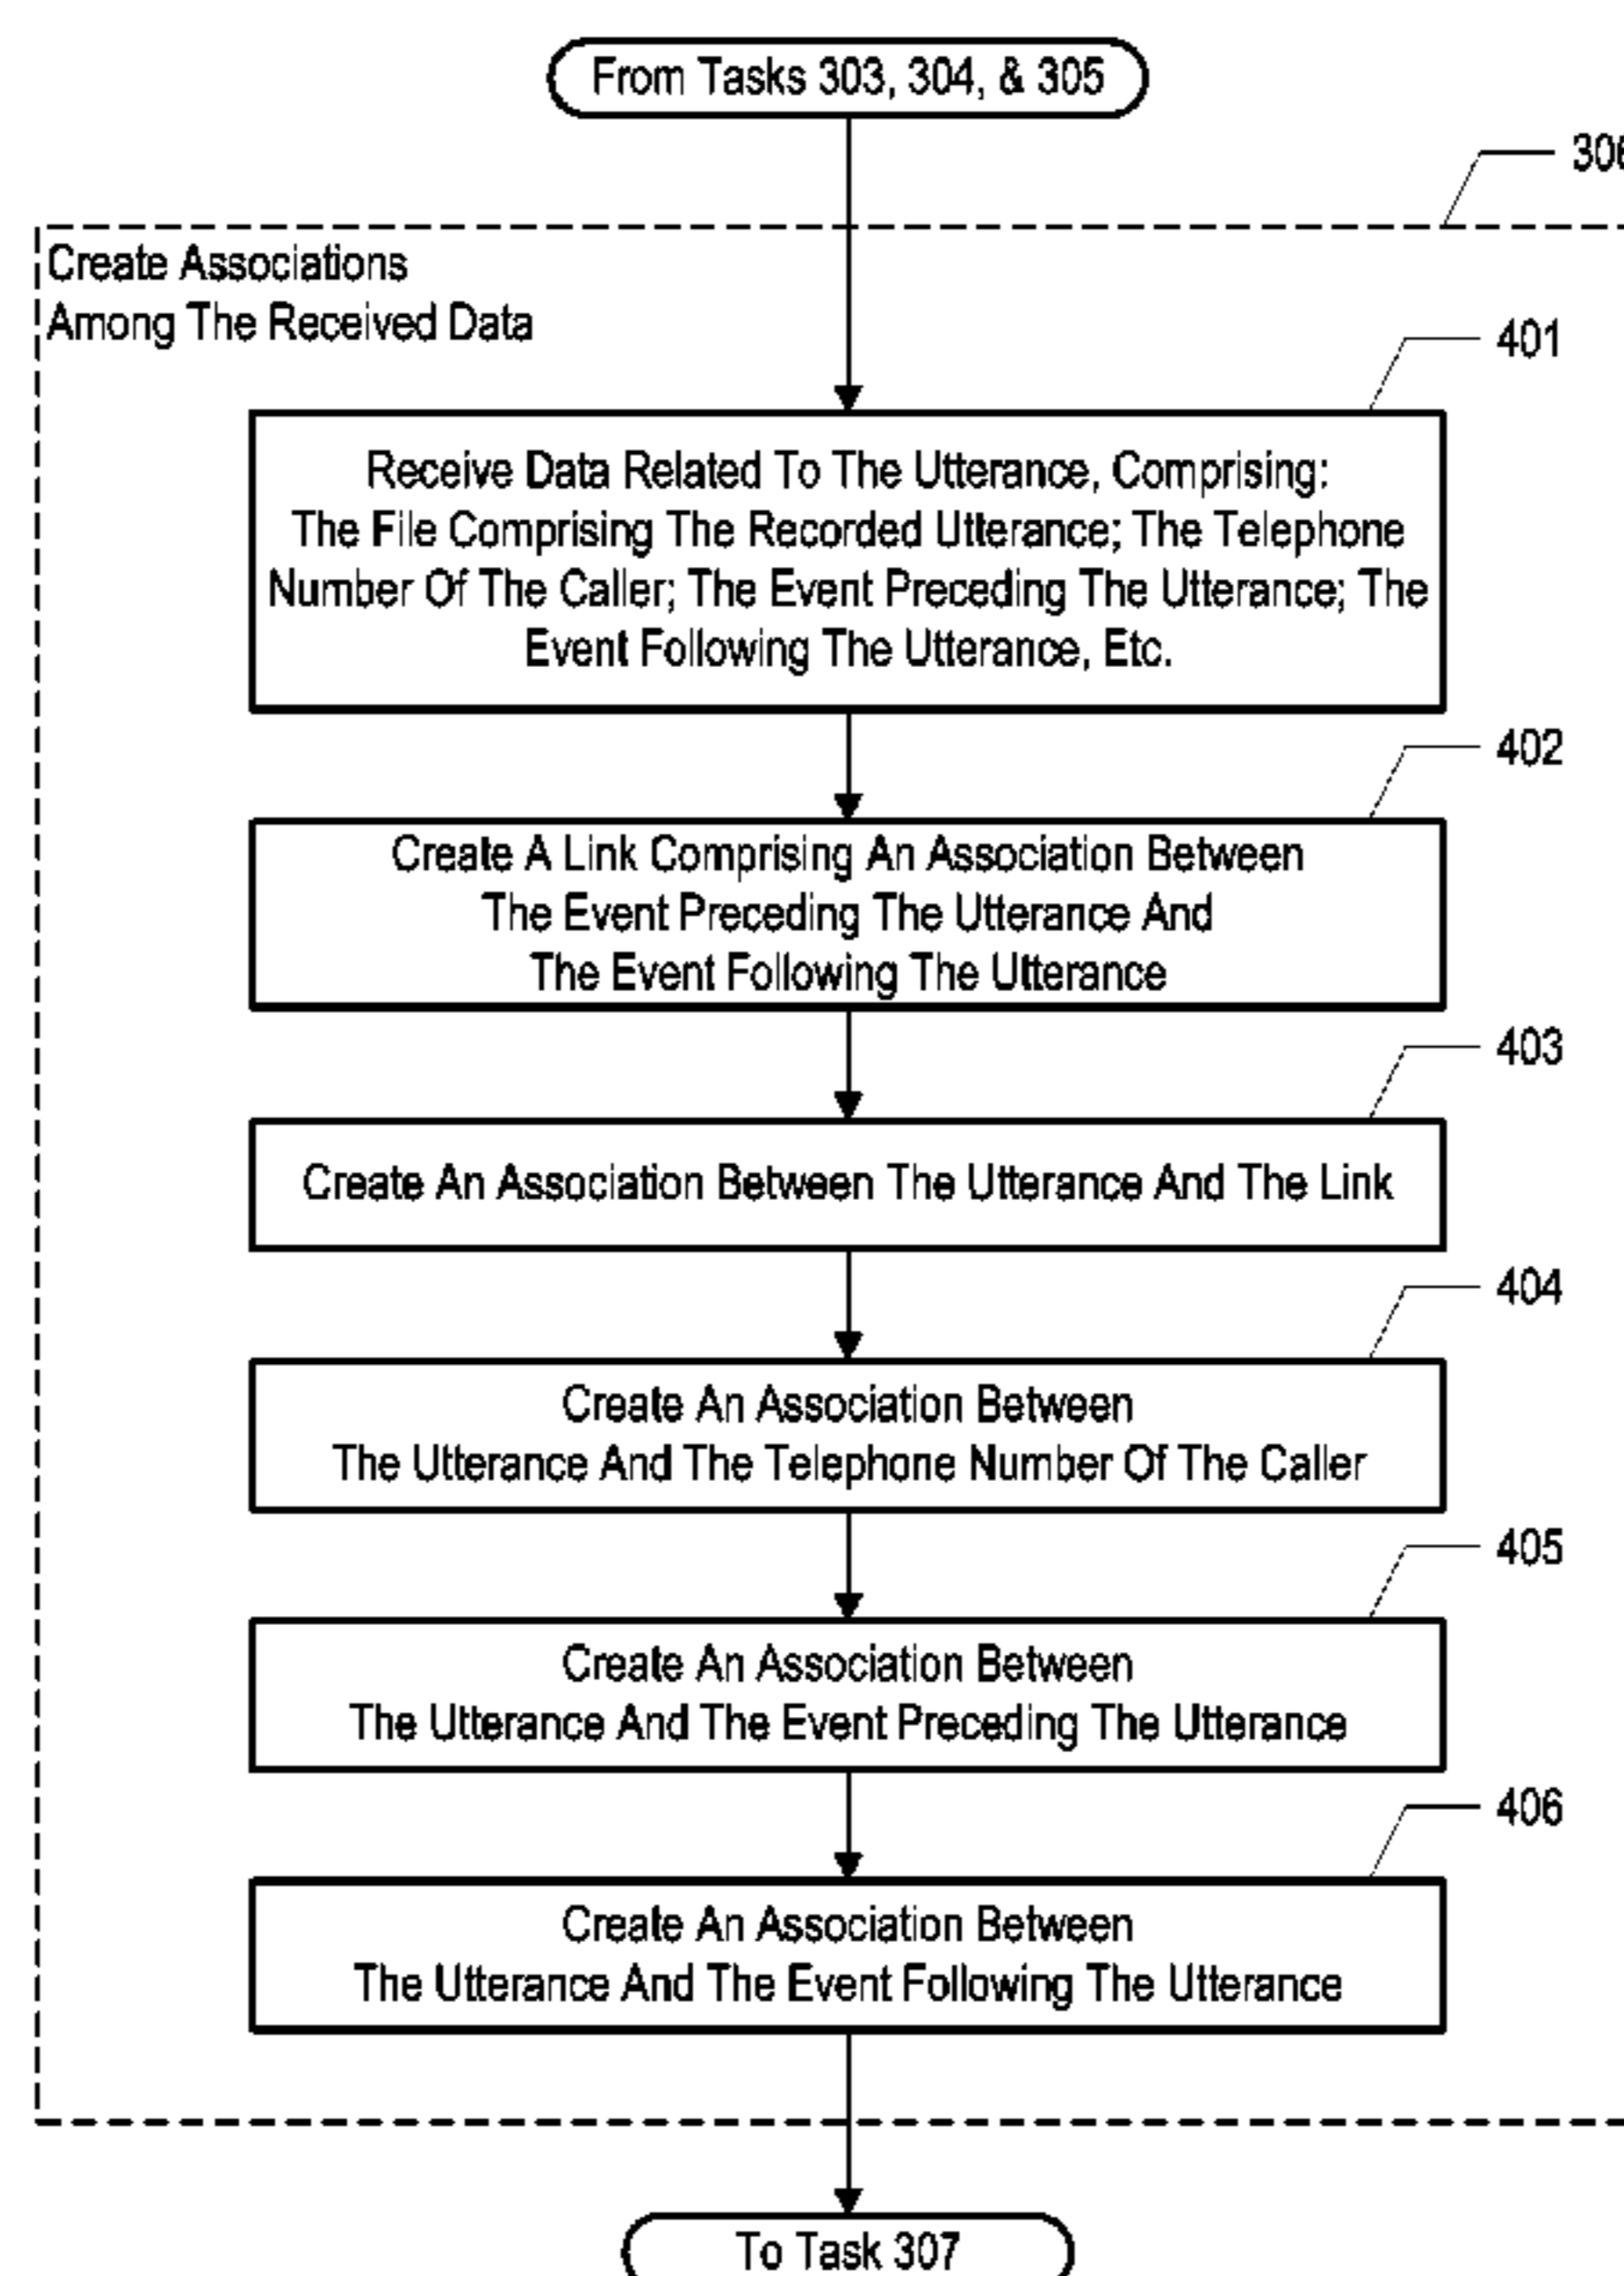 From Tasks 303, 304, & 305
306
Create Associations
Among The Received Data
401
Receive Data Related To The Utterance, Comprising:
The File Comprising The Recorded Utterance; The Telephone
Number Of The Caller; The Event Preceding The Utterance; The
Event Following The Utterance, Etc.
402
Create A Link Comprising An Association Between
The Event Preceding The Utterance And
The Event Following The Utterance
403
Create An Association Between The Utterance And The Link
404
Create An Association Between
The Utterance And The Telephone Number Of The Caller
405
Create An Association Between
The Utterance And The Event Preceding The Utterance
406
Create An Association Between
The Utterance And The Event Following The Utterance
To Task 307